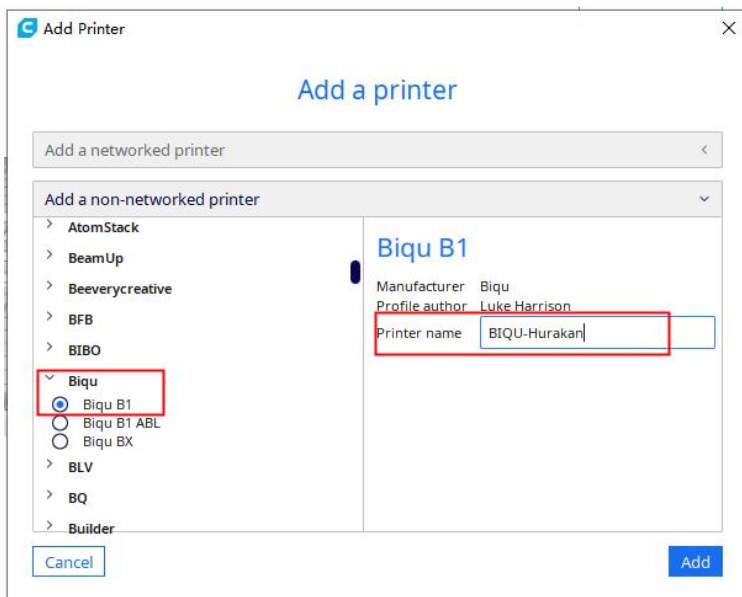 Add Printer
Add a printer
Add a networked printer
Add a non-networked printer
AtomStack
BeamUp
Beeverycreative
BFB
BIBO
Biqu
Biqu B1
Biqu B1 ABL
Biqu BX
BLV
BQ
Builder
Biqu B1
Manufacturer Biqu
Profile author Luke Harrison
Printer name BIQU-Hurakan
Cancel
Add